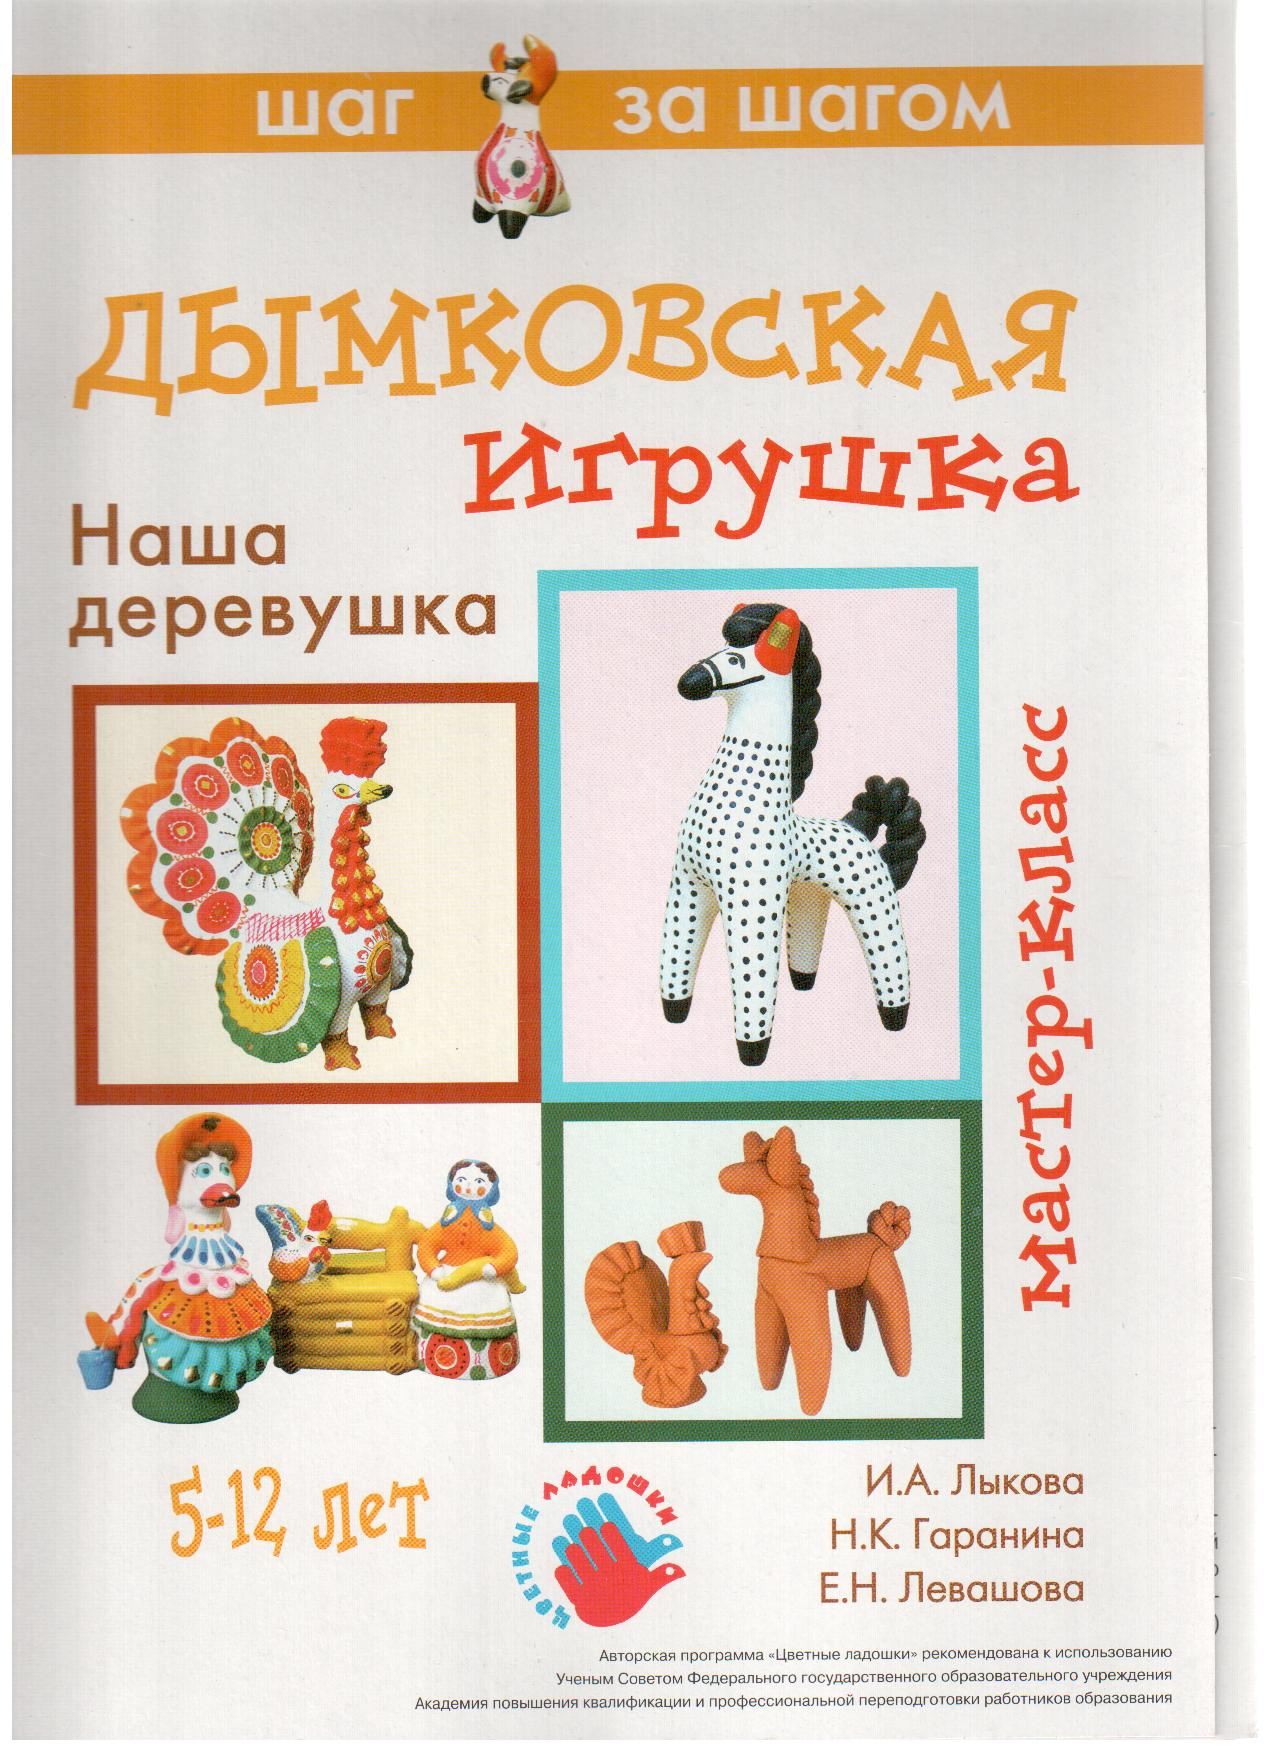 шаг за шагом
ДЫМКОВСКАЯ
игрушка
Наша
деревушка
Мастер-класс
5-12 лет
ЦВЕТНЫЕ ЛАДОШКИ
И.А. Лыкова
Н.К. Гаранина
Е.Н. Левашова
Авторская программа «Цветные ладошки» рекомендована к использованию
Ученым Советом Федерального государственного образовательного учреждения
Академия повышения квалификации и профессиональной переподготовки работников образования